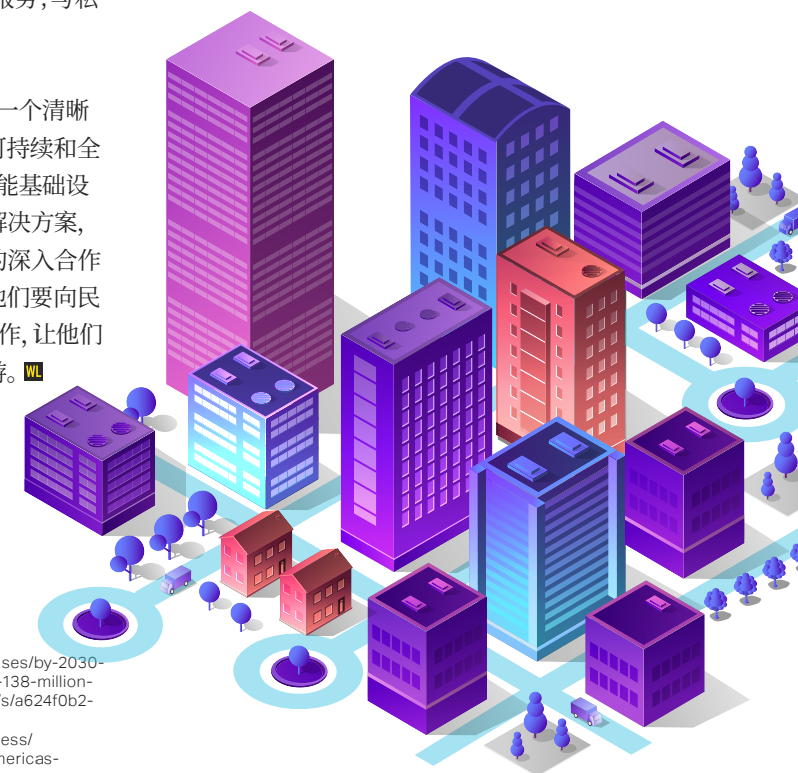 服务，与私
一个清晰
可持续和全
能基础设
解决方案，
的深入合作
他们要向民
作，让他们
WL
ses/by-2030-
-138-million-
/s/a624f0b2-
ess/
mericas-